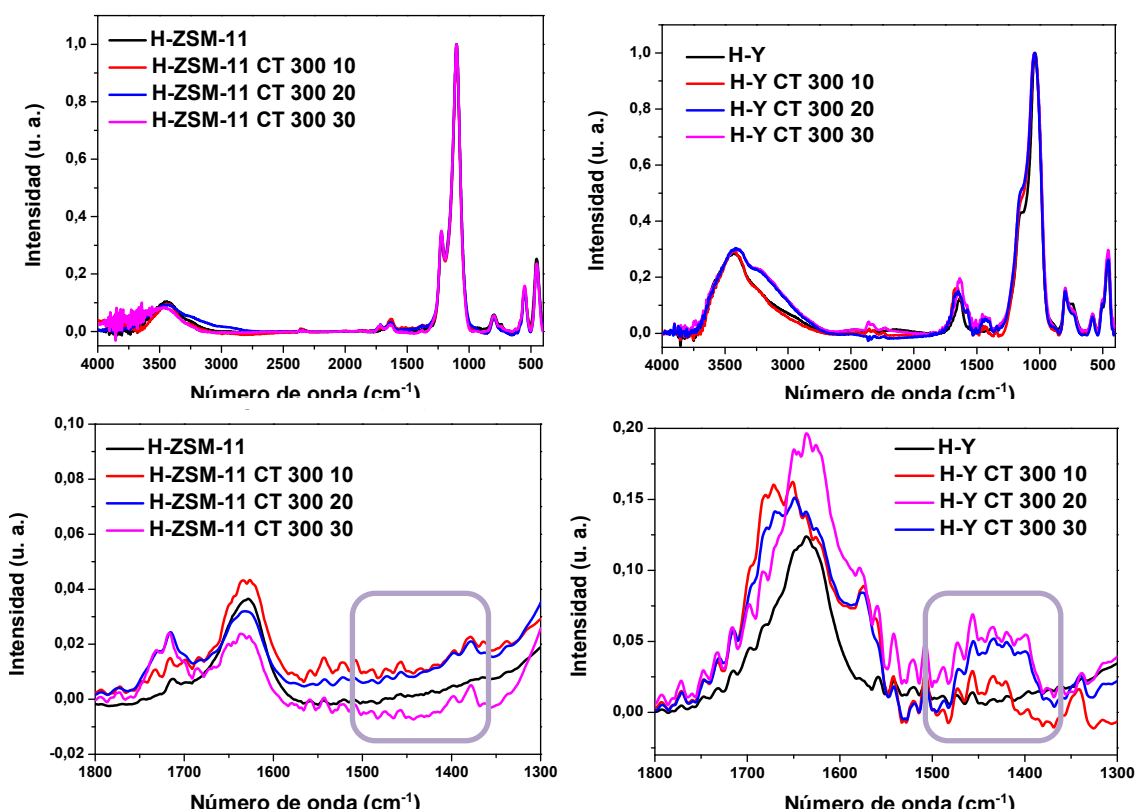 1,0
0,8
0,6
0,4
0,2
0,0
Intensidad (u. a.)
H-ZSM-11
H-ZSM-11 CT 300 10
H-ZSM-11 CT 300 20
H-ZSM-11 CT 300 30
4000 3500 3000 2500 2000 1500 1000 500
Número de onda (cm⁻¹)
1,0
0,8
0,6
0,4
0,2
0,0
Intensidad (u. a.)
H-Y
H-Y CT 300 10
H-Y CT 300 20
H-Y CT 300 30
4000 3500 3000 2500 2000 1500 1000 500
Número de onda (cm⁻¹)
0,10
0,08
0,06
0,04
0,02
0,00
-0,02
Intensidad (u. a.)
H-ZSM-11
H-ZSM-11 CT 300 10
H-ZSM-11 CT 300 20
H-ZSM-11 CT 300 30
1800 1700 1600 1500 1400 1300
Número de onda (cm⁻¹)
0,20
0,15
0,10
0,05
0,00
Intensidad (u. a.)
H-Y
H-Y CT 300 10
H-Y CT 300 20
H-Y CT 300 30
1800 1700 1600 1500 1400 1300
Número de onda (cm⁻¹)